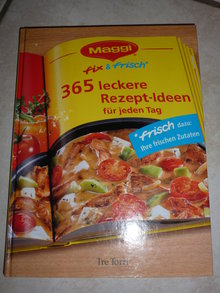 Maggi
fix & frisch
365 leckere
Rezept-Ideen
für jeden Tag
+frisch dazu:
Ihre frischen Zutaten
Tre Torri